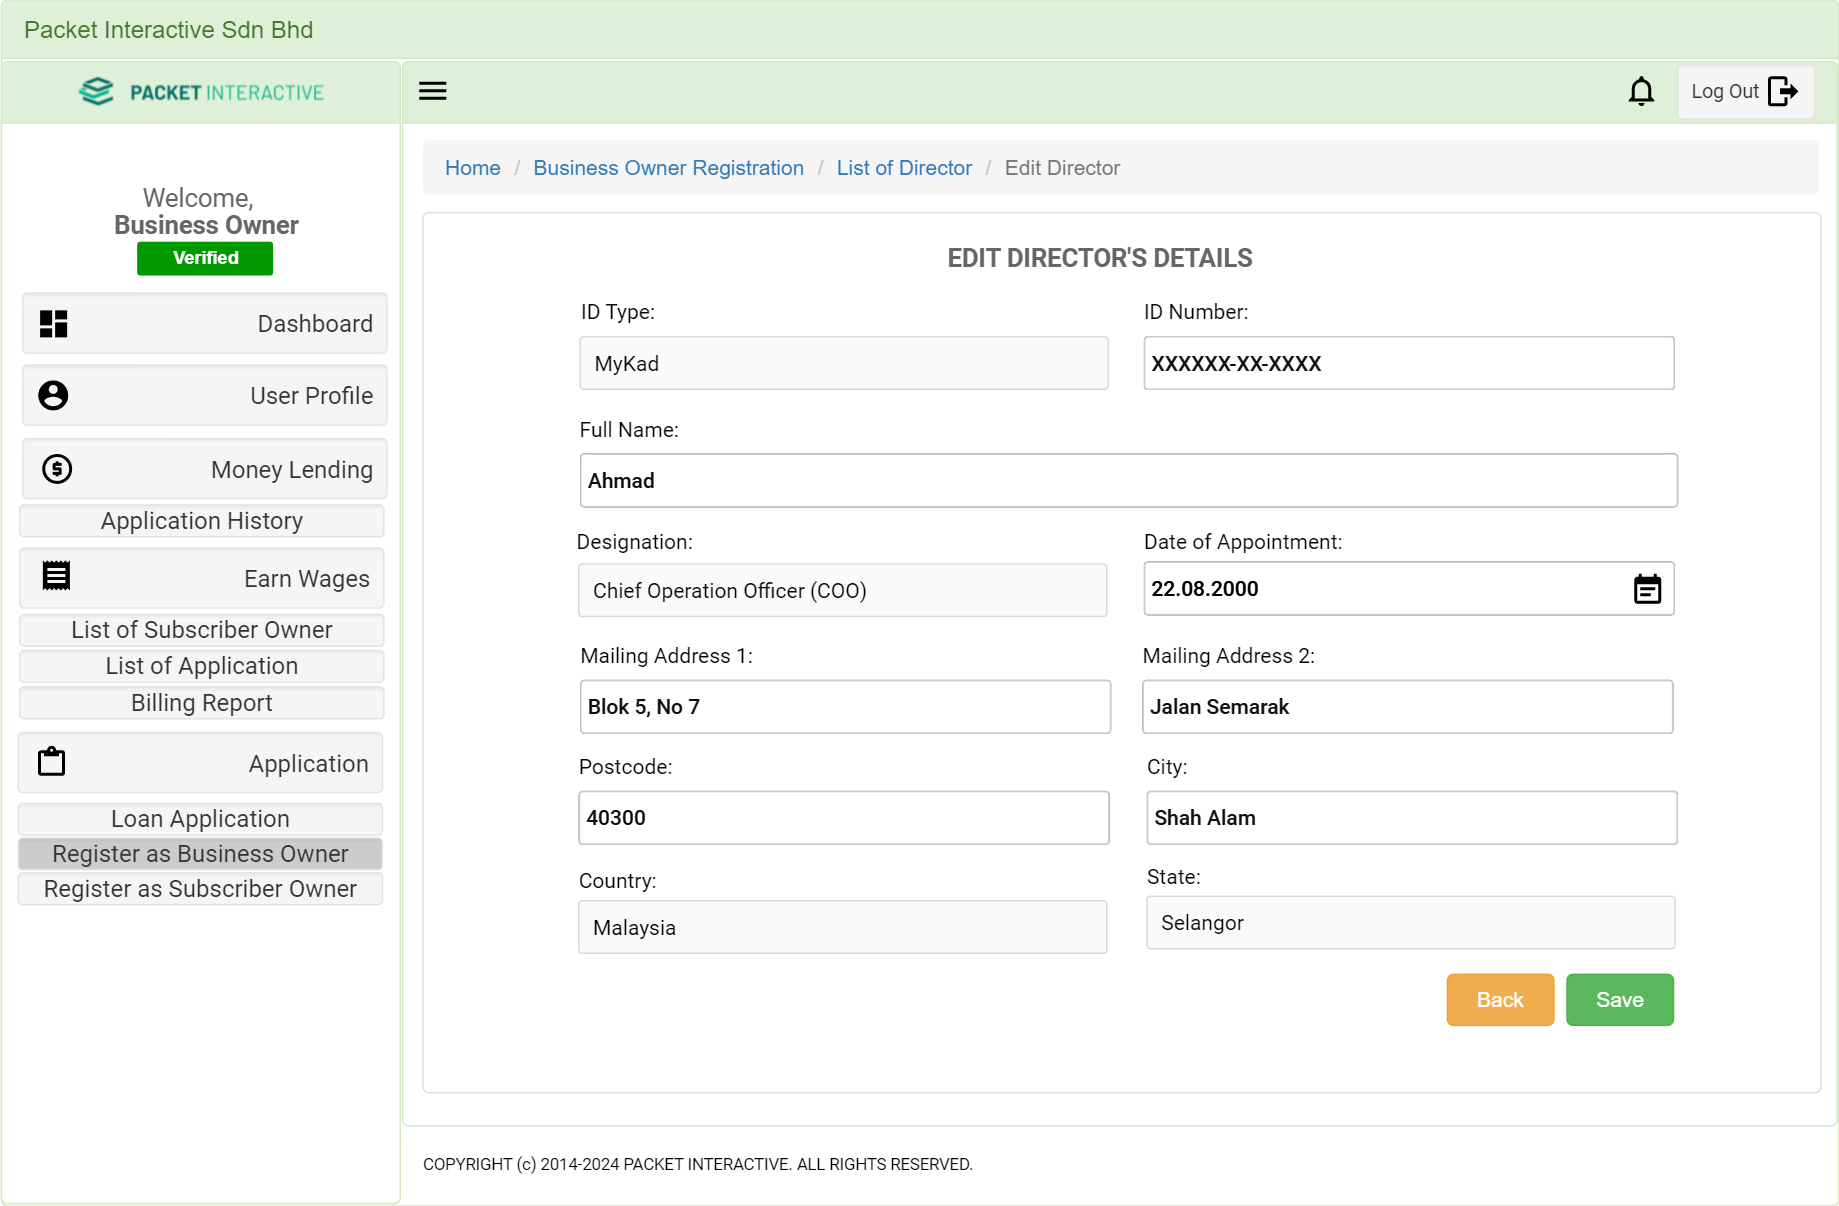 Packet Interactive Sdn Bhd
PACKET INTERACTIVE
Log Out
Welcome,
Business Owner
Verified
Dashboard
User Profile
Money Lending
Application History
Earn Wages
List of Subscriber Owner
List of Application
Billing Report
Application
Loan Application
Register as Business Owner
Register as Subscriber Owner
Home / Business Owner Registration / List of Director / Edit Director
EDIT DIRECTOR'S DETAILS
ID Type:
MyKad
ID Number:
XXXXXX-XX-XXXX
Full Name:
Ahmad
Designation:
Chief Operation Officer (COO)
Date of Appointment:
22.08.2000
Mailing Address 1:
Blok 5, No 7
Mailing Address 2:
Jalan Semarak
Postcode:
40300
City:
Shah Alam
Country:
Malaysia
State:
Selangor
Back
Save
COPYRIGHT (c) 2014-2024 PACKET INTERACTIVE. ALL RIGHTS RESERVED.